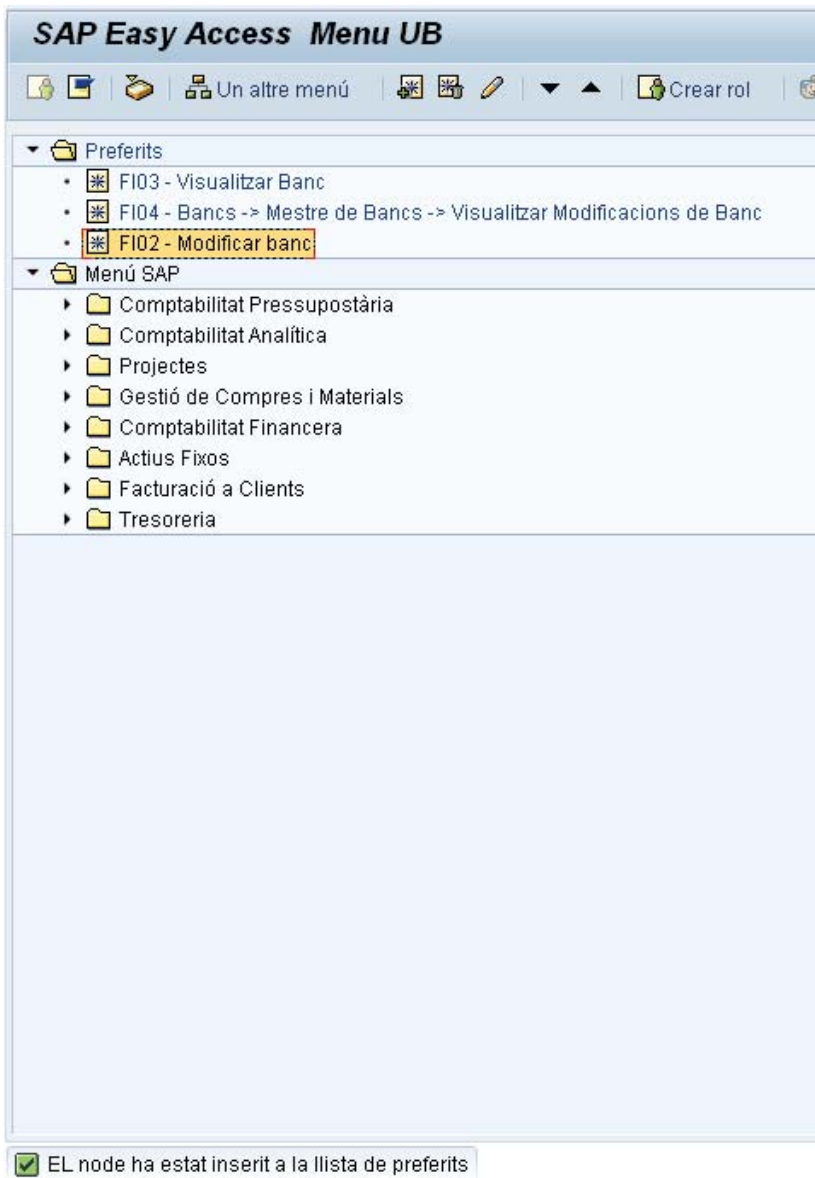 SAP Easy Access Menu UB
Un altre menú Crear rol
Preferits
FI03 - Visualitzar Banc
FI04 - Bancs -> Mestre de Bancs -> Visualitzar Modificacions de Banc
FI02 - Modificar banc
Menú SAP
Comptabilitat Pressupostària
Comptabilitat Analítica
Projectes
Gestió de Compres i Materials
Comptabilitat Financera
Actius Fixos
Facturació a Clients
Tresoreria
EL node ha estat inserit a la llista de preferits